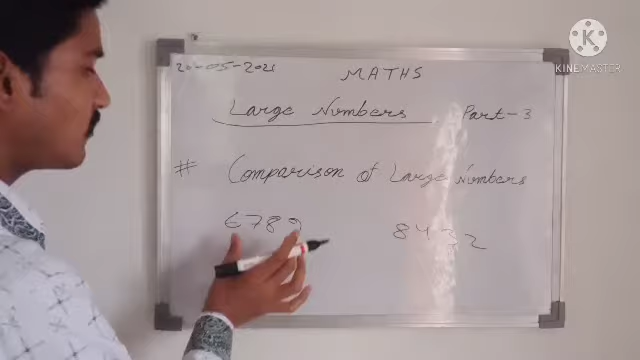 20-05-2021
MATHS
K
KINEMASTER
Large Numbers
Part-3
# Comparison of Large Numbers
6789
8432